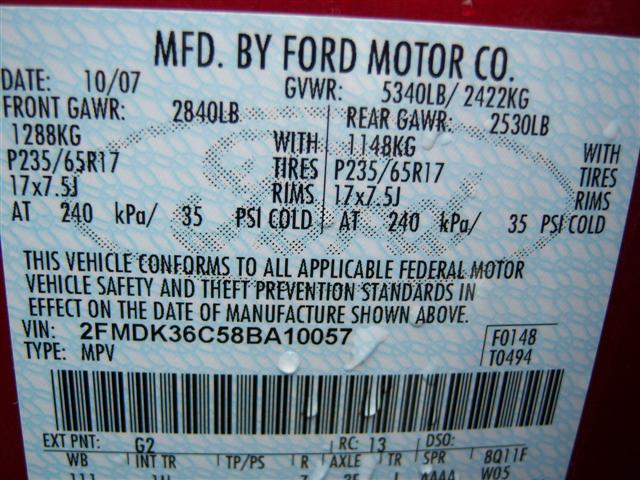 MFD. BY FORD MOTOR CO.
DATE: 10/07 GVWR: 5340LB/ 2422KG
FRONT GAWR: 2840LB REAR GAWR: 2530LB
1288KG WITH 1148KG WITH
P235/65R17 TIRES P235/65R17 TIRES
17x7.5J RIMS 17x7.5J RIMS
AT 240 kPa/ 35 PSI COLD AT 240 kPa/ 35 PSI COLD
THIS VEHICLE CONFORMS TO ALL APPLICABLE FEDERAL MOTOR
VEHICLE SAFETY AND THEFT PREVENTION STANDARDS IN
EFFECT ON THE DATE OF MANUFACTURE SHOWN ABOVE.
VIN: 2FMDK36C58BA10057 F0148
TYPE: MPV T0494
EXT PNT: G2 RC: 13 DSO:
WB INT TR TP/PS R AXLE TR SPR 8Q11F
111 AAAA W05